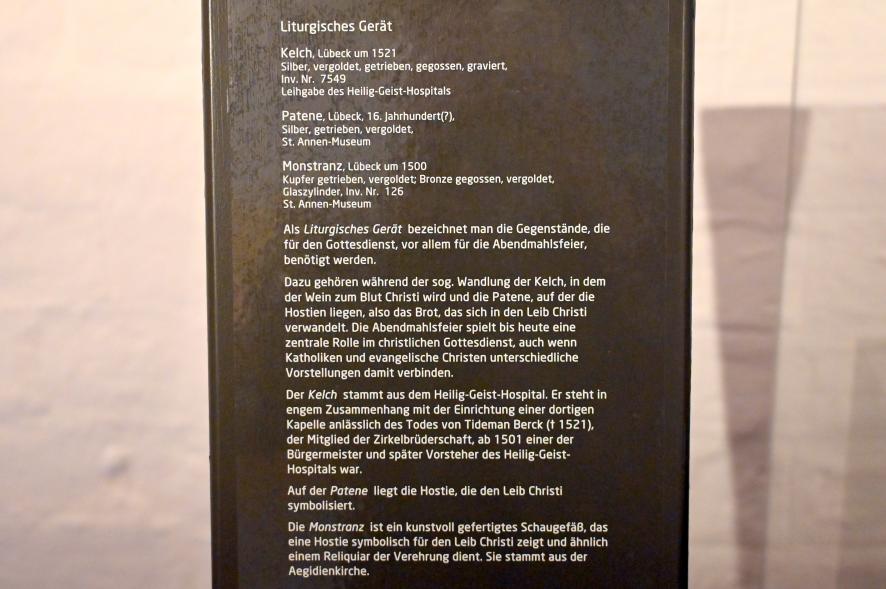 Liturgisches Gerät
Kelch, Lübeck um 1521
Silber, vergoldet, getrieben, gegossen, graviert,
Inv. Nr. 7549
Leihgabe des Heilig-Geist-Hospitals
Patene, Lübeck, 16. Jahrhundert(?),
Silber, getrieben, vergoldet,
St. Annen-Museum
Monstranz, Lübeck um 1500
Kupfer getrieben, vergoldet; Bronze gegossen, vergoldet,
Glaszylinder, Inv. Nr. 126
St. Annen-Museum
Als Liturgisches Gerät bezeichnet man die Gegenstände, die
für den Gottesdienst, vor allem für die Abendmahlsfeier,
benötigt werden.
Dazu gehören während der sog. Wandlung der Kelch, in dem
der Wein zum Blut Christi wird und die Patene, auf der die
Hostien liegen, also das Brot, das sich in den Leib Christi
verwandelt. Die Abendmahlsfeier spielt bis heute eine
zentrale Rolle im christlichen Gottesdienst, auch wenn
Katholiken und evangelische Christen unterschiedliche
Vorstellungen damit verbinden.
Der Kelch stammt aus dem Heilig-Geist-Hospital. Er steht in
engem Zusammenhang mit der Einrichtung einer dortigen
Kapelle anlässlich des Todes von Tideman Berck († 1521),
der Mitglied der Zirkelbrüderschaft, ab 1501 einer der
Bürgermeister und später Vorsteher des Heilig-Geist-
Hospitals war.
Auf der Patene liegt die Hostie, die den Leib Christi
symbolisiert.
Die Monstranz ist ein kunstvoll gefertigtes Schaugefäß, das
eine Hostie symbolisch für den Leib Christi zeigt und ähnlich
einem Reliquiar der Verehrung dient. Sie stammt aus der
Aegidienkirche.